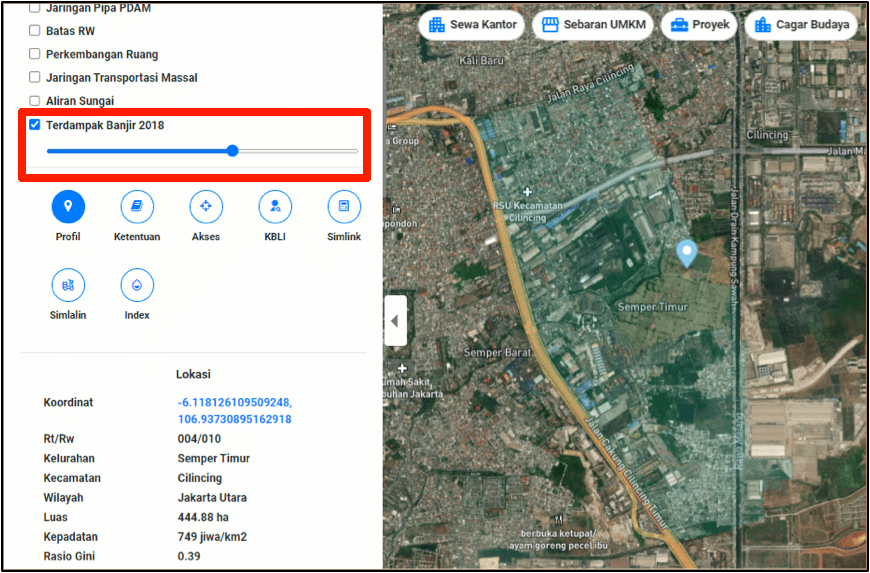 Jaringan Pipa PDAM
Batas RW
Perkembangan Ruang
Jaringan Transportasi Massal
Aliran Sungai
Terdampak Banjir 2018
Profil
Ketentuan
Akses
KBLI
Simlink
Simlalin
Index
Lokasi
Koordinat -6.118126109509248,
106.93730895162918
Rt/Rw 004/010
Kelurahan Semper Timur
Kecamatan Cilincing
Wilayah Jakarta Utara
Luas 444.88 ha
Kepadatan 749 jiwa/km2
Rasio Gini 0.39
Sewa Kantor
Sebaran UMKM
Proyek
Cagar Budaya
Kali Baru
Jalan Raya Cilincing
Cilincing
a Group
Jalan Ma
RSU Kecamatan
Cilincing
pondoh
Jalan Drain Kampung Sawah
Semper Timur
Semper Barat
umah Sakit,
buhan Jakarta
Jalan Cakung Cilincing Timur
berbuka ketupat/
ayam goreng pecel ibu